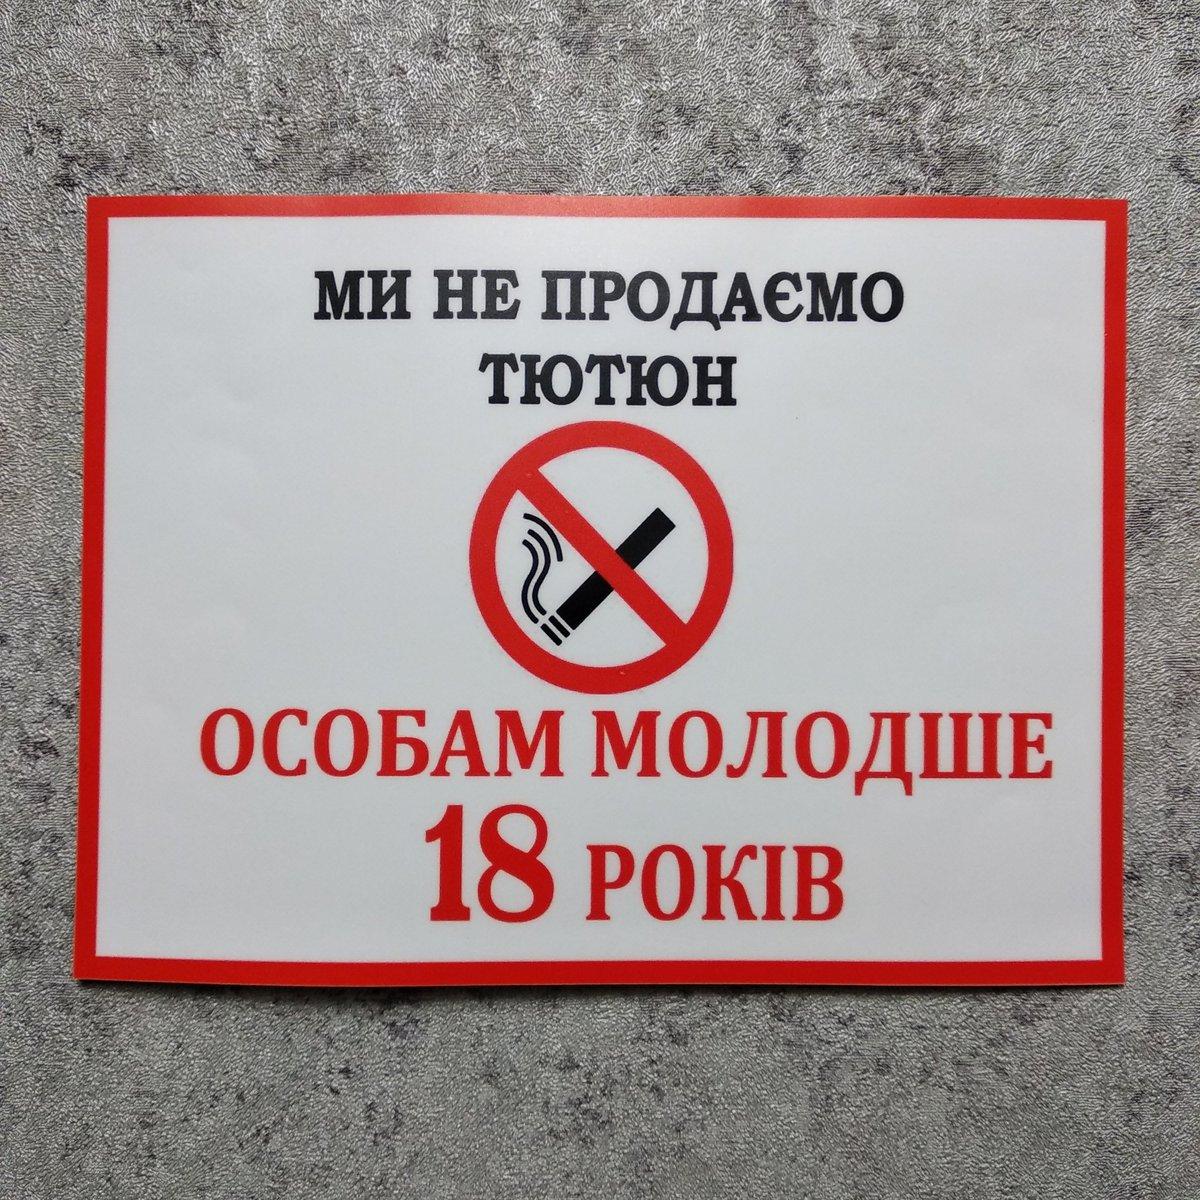 МИ НЕ ПРОДАЄМО
ТЮТЮН
ОСОБАМ МОЛОДШЕ
18 РОКІВ